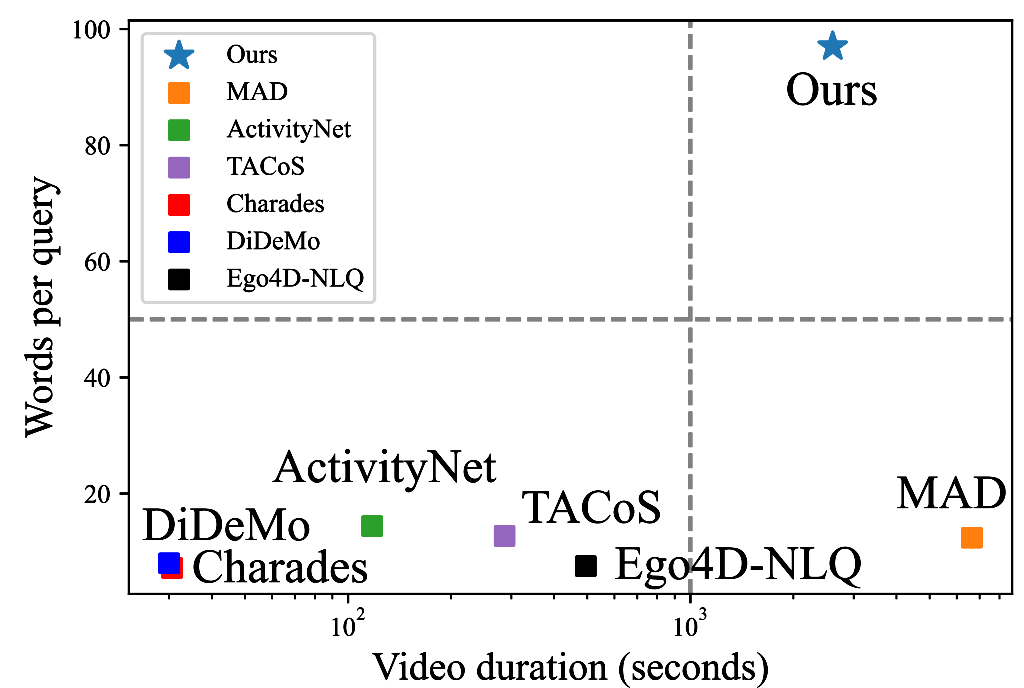 100
80
60
40
20
Words per query
Ours
MAD
ActivityNet
TACoS
Charades
DiDeMo
Ego4D-NLQ
Ours
ActivityNet
MAD
TACoS
DiDeMo
Charades
Ego4D-NLQ
10²
10³
Video duration (seconds)